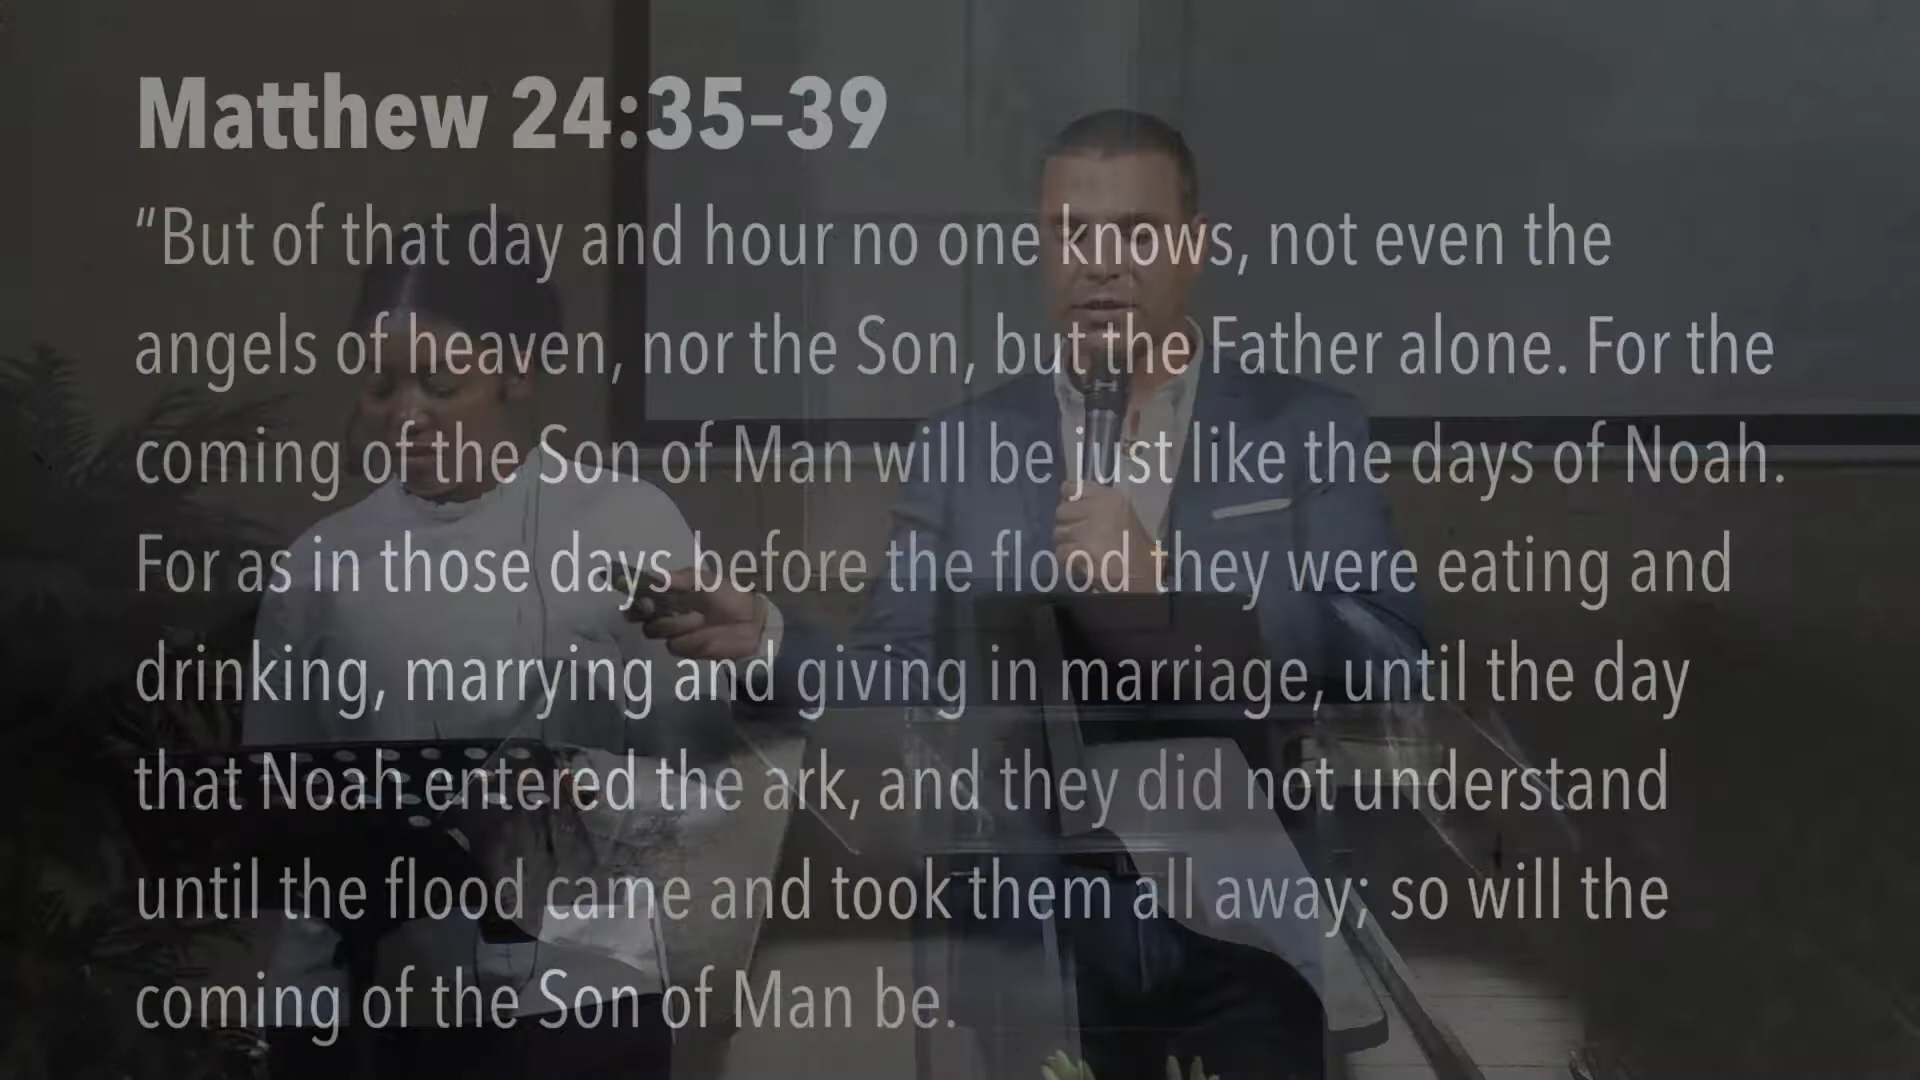 Matthew 24:35–39
“But of that day and hour no one knows, not even the
angels of heaven, nor the Son, but the Father alone. For the
coming of the Son of Man will be just like the days of Noah.
For as in those days before the flood they were eating and
drinking, marrying and giving in marriage, until the day
that Noah entered the ark, and they did not understand
until the flood came and took them all away; so will the
coming of the Son of Man be.